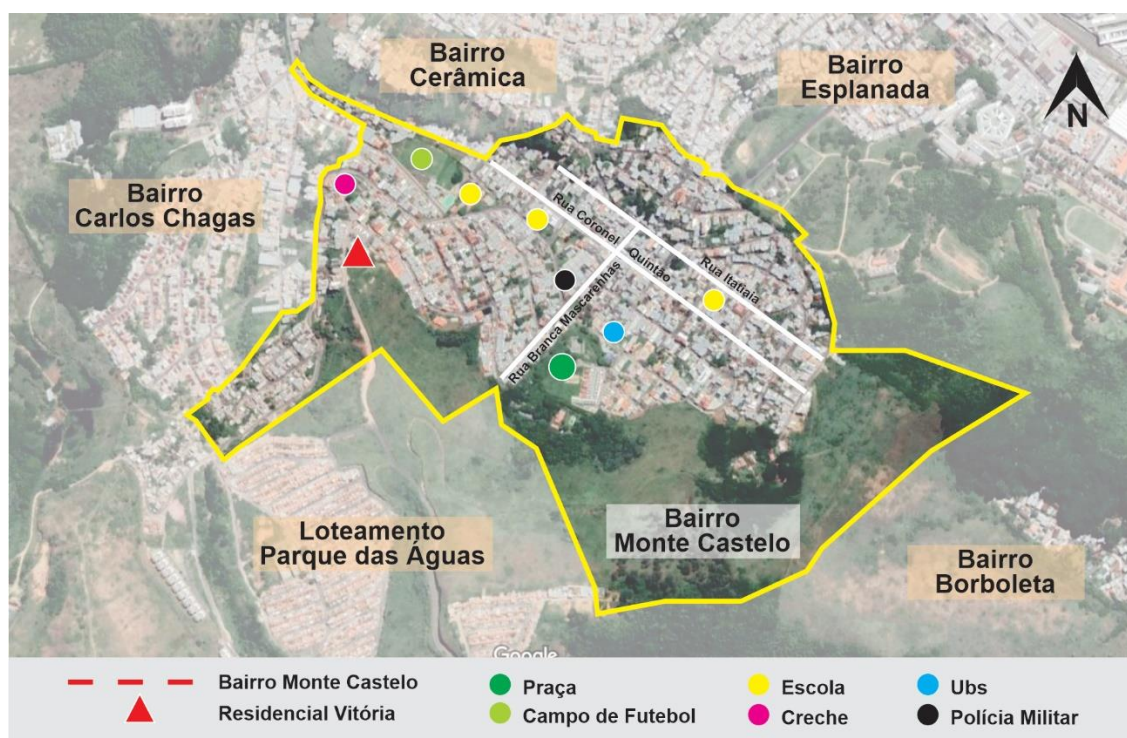 Bairro
Cerâmica
Bairro
Esplanada
N
Bairro
Carlos Chagas
Rua Coronel
Quintão
Rua Itatiaia
Rua Branca Mascarenhas
Loteamento
Parque das Águas
Bairro
Monte Castelo
Bairro
Borboleta
Google
Bairro Monte Castelo
Praça
Escola
Ubs
Residencial Vitória
Campo de Futebol
Creche
Polícia Militar